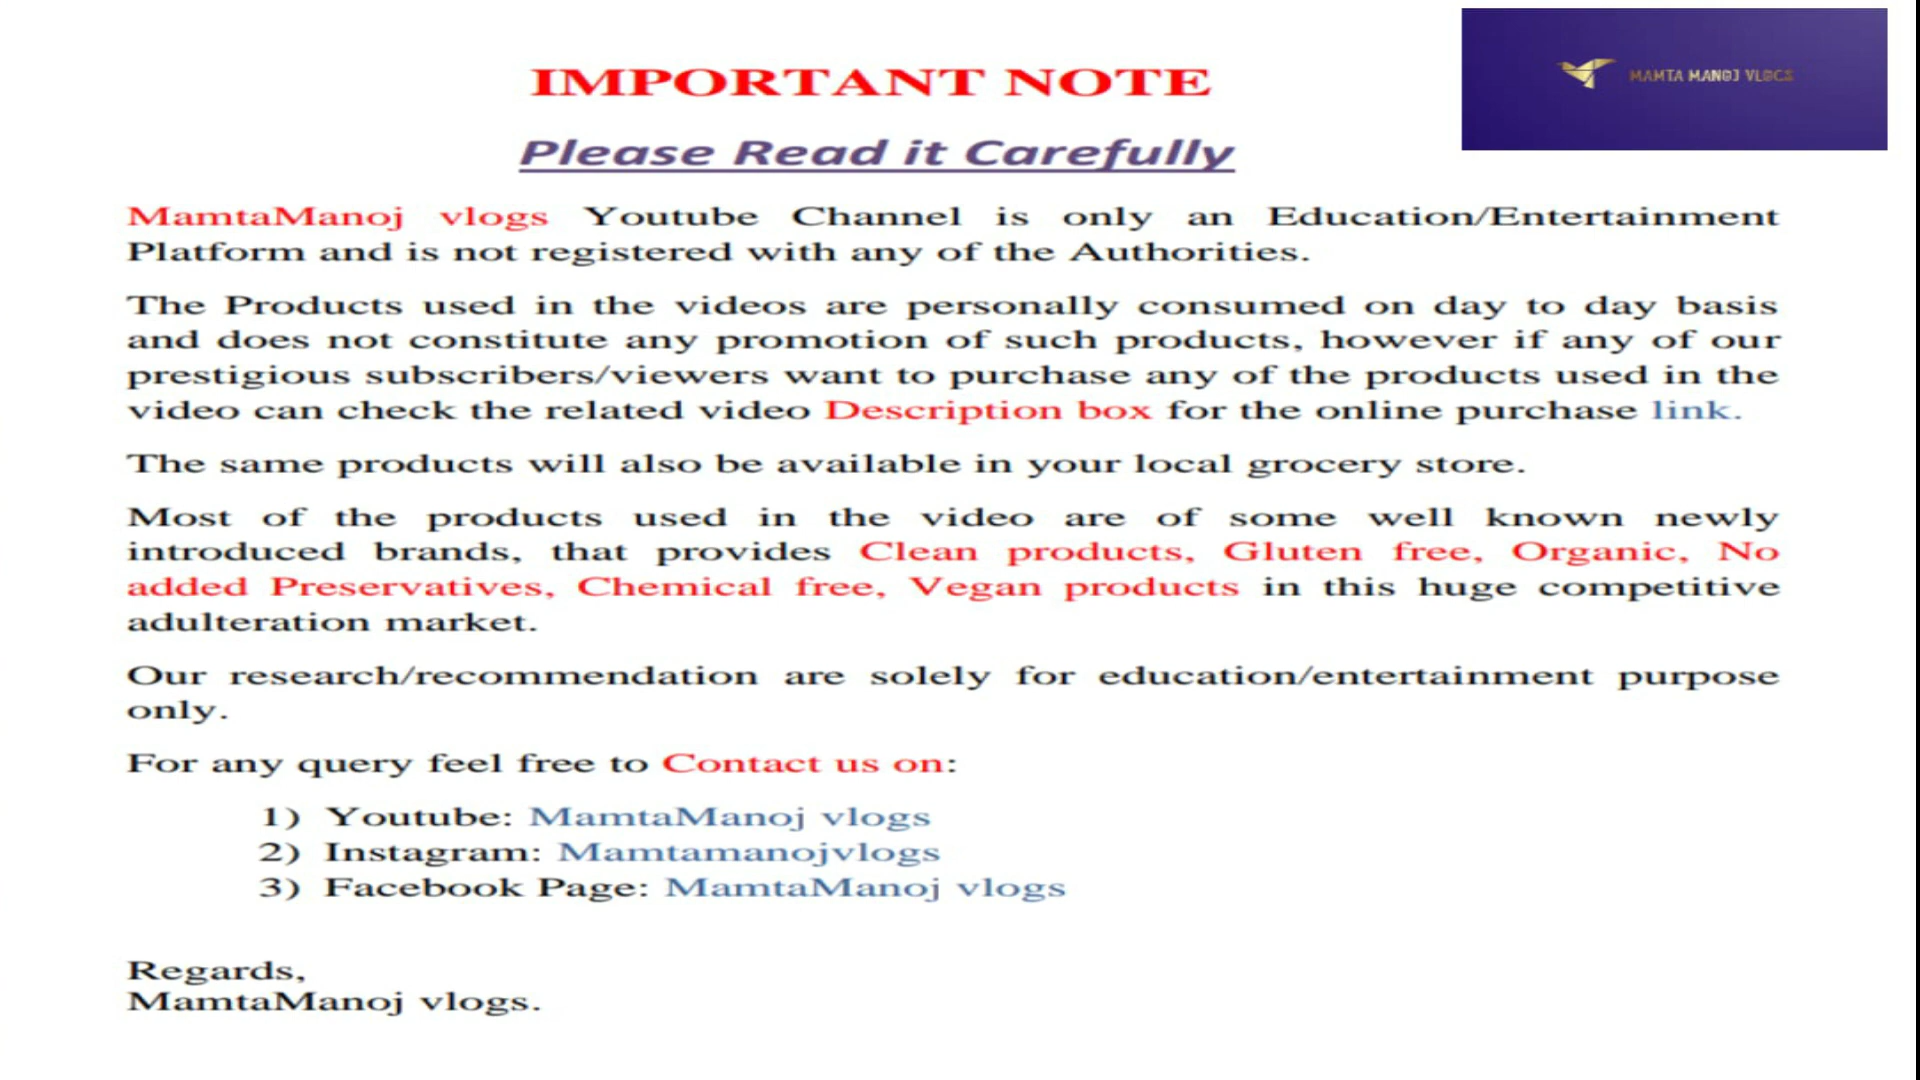 IMPORTANT NOTE
MAMTA MANOJ VLOGS
Please Read it Carefully
MamtaManoj vlogs Youtube Channel is only an Education/Entertainment
Platform and is not registered with any of the Authorities.
The Products used in the videos are personally consumed on day to day basis
and does not constitute any promotion of such products, however if any of our
prestigious subscribers/viewers want to purchase any of the products used in the
video can check the related video Description box for the online purchase link.
The same products will also be available in your local grocery store.
Most of the products used in the video are of some well known newly
introduced brands, that provides Clean products, Gluten free, Organic, No
added Preservatives, Chemical free, Vegan products in this huge competitive
adulteration market.
Our research/recommendation are solely for education/entertainment purpose
only.
For any query feel free to Contact us on:
1) Youtube: MamtaManoj vlogs
2) Instagram: Mamtamanojvlogs
3) Facebook Page: MamtaManoj vlogs
Regards,
MamtaManoj vlogs.